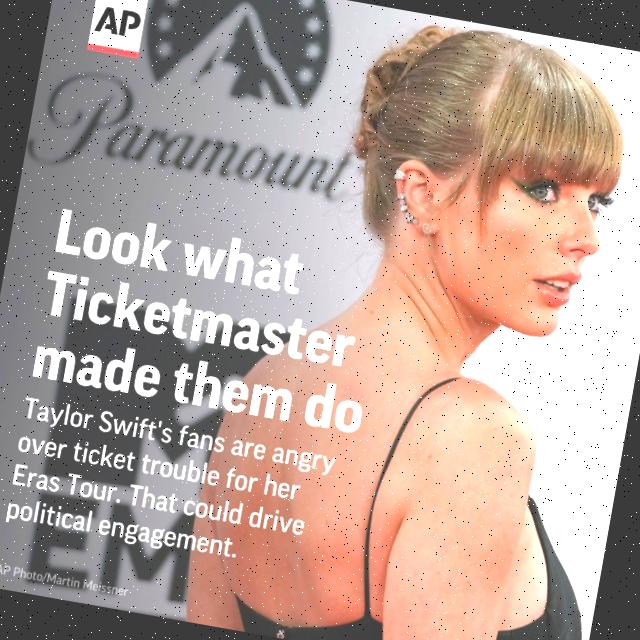 AP
Paramount
Look what
Ticketmaster
made them do
Taylor Swift's fans are angry
over ticket trouble for her
Eras Tour. That could drive
political engagement.
EM
AP Photo/Martin Meissner